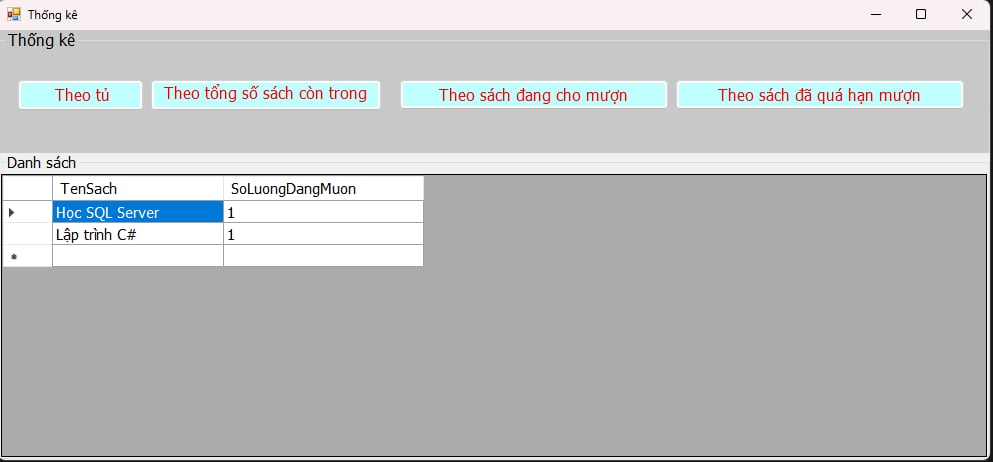 Thống kê
Thống kê
Theo tủ Theo tổng số sách còn trong Theo sách đang cho mượn Theo sách đã quá hạn mượn
Danh sách
TenSach SoLuongDangMuon
Học SQL Server 1
Lập trình C# 1